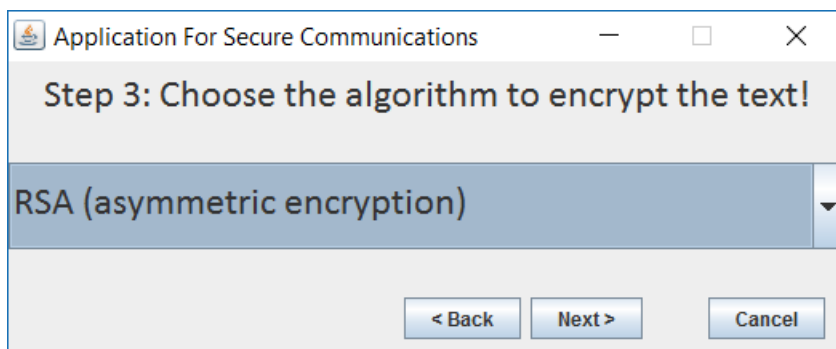 Application For Secure Communications
Step 3: Choose the algorithm to encrypt the text!
RSA (asymmetric encryption)
< Back Next > Cancel